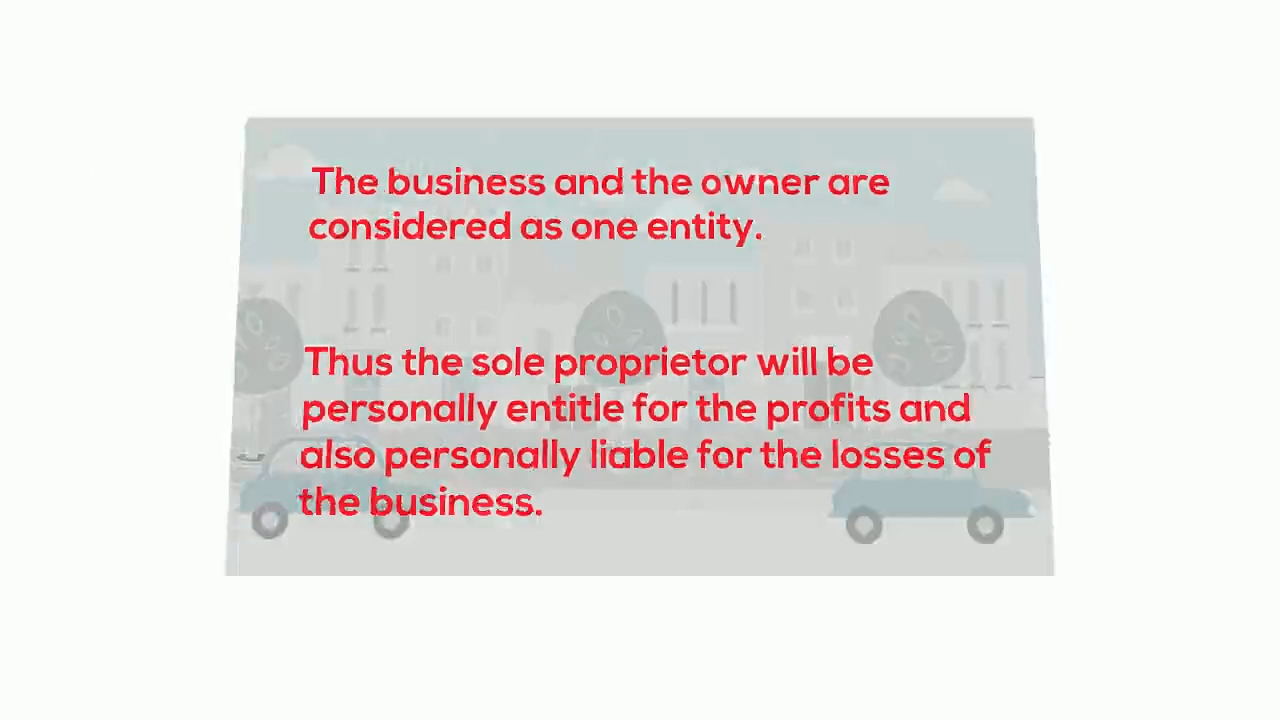 The business and the owner are
considered as one entity.
Thus the sole proprietor will be
personally entitle for the profits and
also personally liable for the losses of
the business.